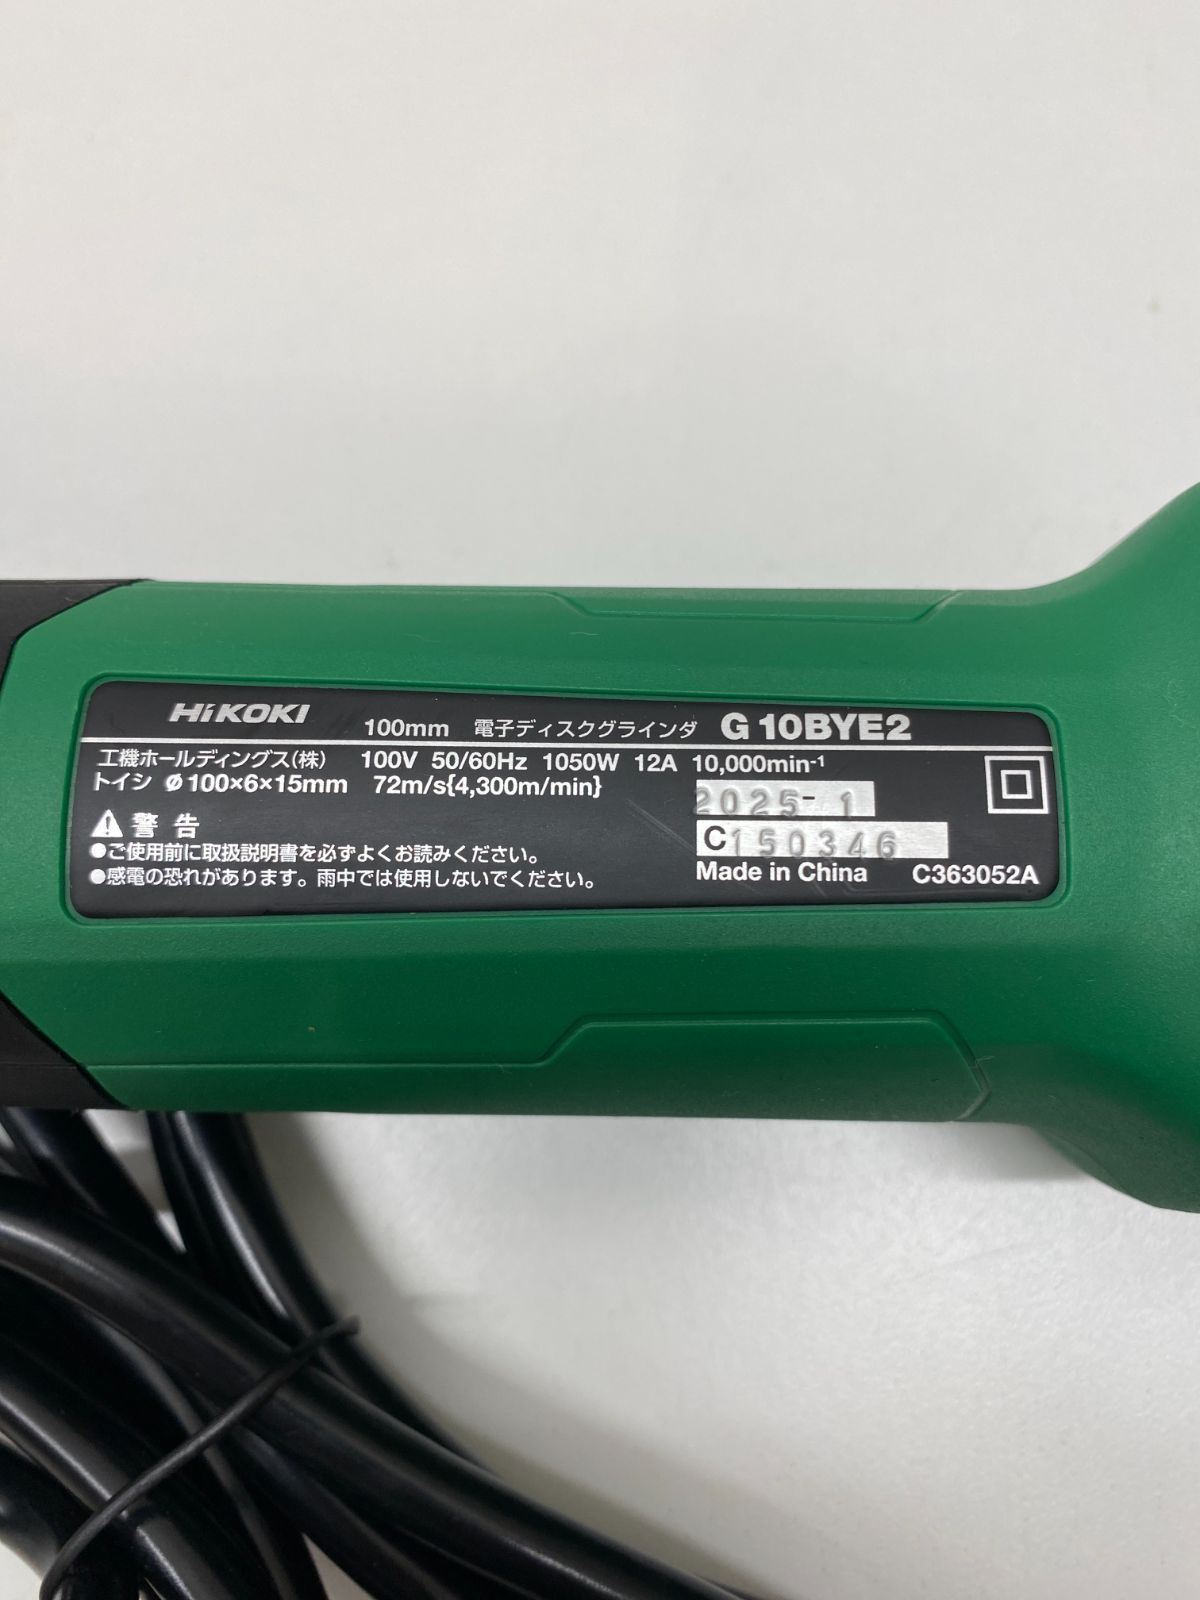 HiKOKI 100mm 電子ディスクグラインダ G 10BYE2
工機ホールディングス(株) 100V 50/60Hz 1050W 12A 10,000min-1
トイシ φ100×6×15mm 72m/s{4,300m/min}
2025-1
警告
C150346
●ご使用前に取扱説明書を必ずよくお読みください。
●感電の恐れがあります。雨中では使用しないでください。
Made in China C363052A